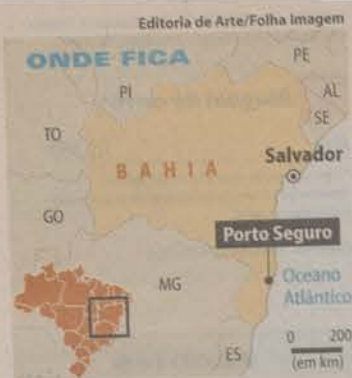 Editoria de Arte/Folha Imagem
ONDE FICA
PE
PI
AL
SE
TO
Salvador
BAHIA
GO
Porto Seguro
MG
Oceano
Atlântico
0 200
ES
(em km)